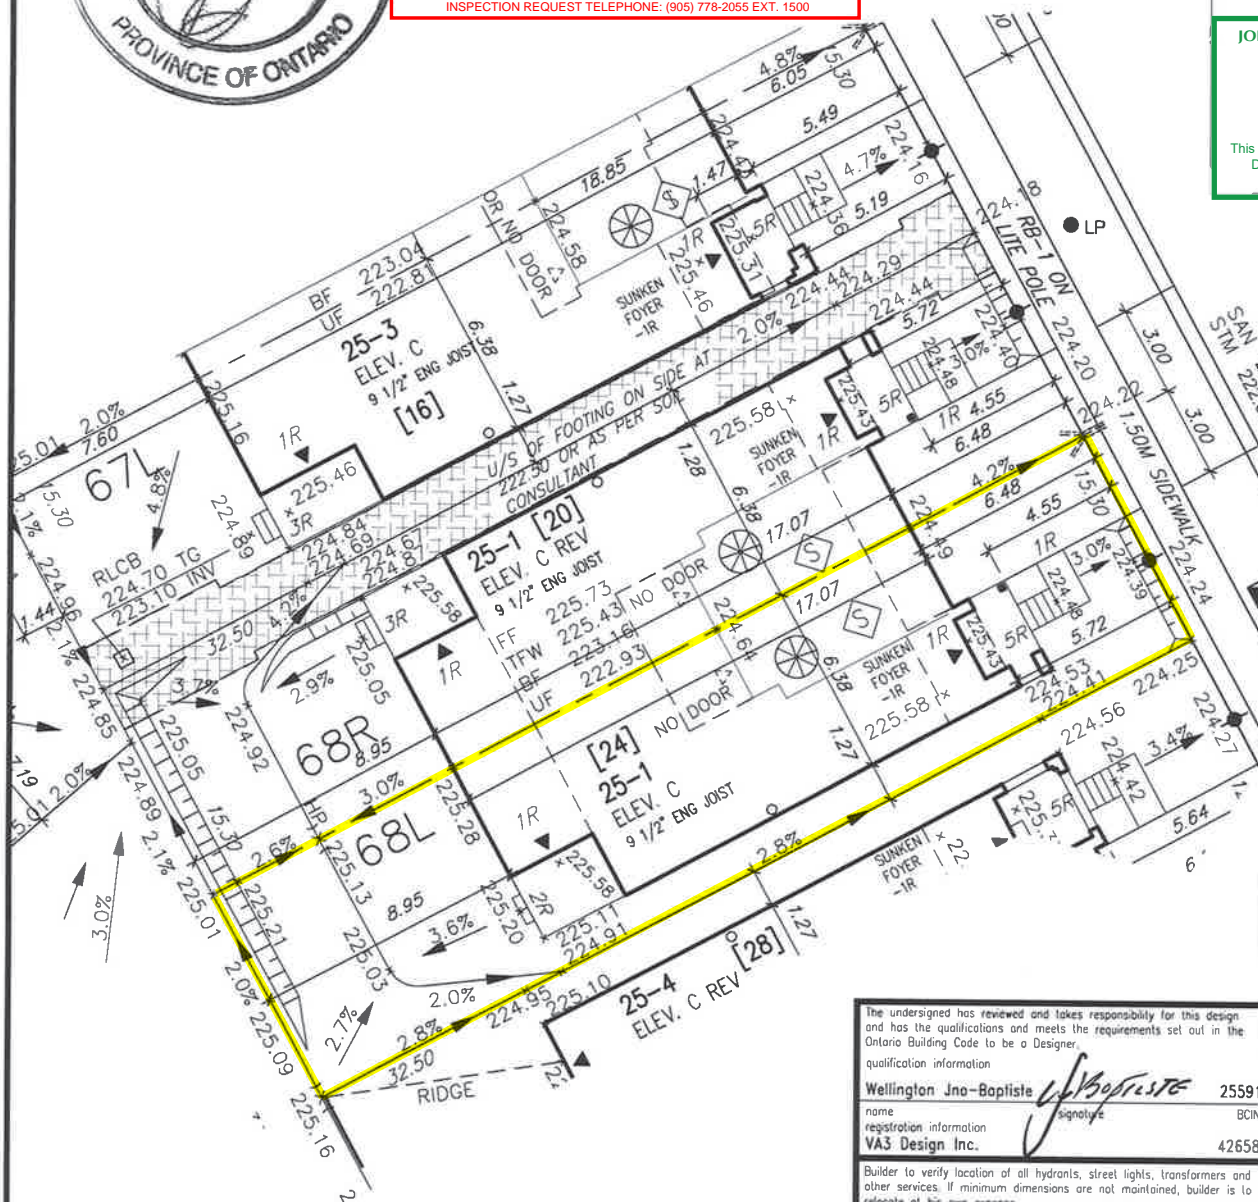 INSPECTION REQUEST TELEPHONE: (905) 778-2055 EXT. 1500
PROVINCE OF ONTARIO
JO
This
D
4.8%
6.05
5.30
5.49
224.16
4.7%
18.85
$
1.47
224.36
5.19
5R
225.31
1R
225.46
SUNKEN
FOYER
-1R
OR NO DOOR
224.58
BF 223.04
UF 222.81
25-3
ELEV. C
9 1/2" ENG JOIST
[16]
6.38
1.27
225.16
1R
225.46
3R
2.0%
7.60
67L
4.8%
15.30
224.89
RLCB
224.70 TG
223.10 INV
224.96
1.44
2.1%
224.85
32.50
4.2%
224.84
224.69
224.87
U/S OF FOOTING ON SIDE AT
222.50 OR AS PER SOIL
CONSULTANT
2.0%
224.44
224.29
224.44
224.18
RB-1 ON
LITE POLE
224.20
LP
3.00
3.00
SAN
STM
224.22
1.50M SIDEWALK
224.24
5.72
224.40
3.0%
224.48
5R
1R
4.55
6.48
225.43
1R
225.58
SUNKEN
FOYER
-1R
1.28
6.38
25-1 [20]
ELEV. C REV
9 1/2" ENG JOIST
FF 225.73
TFW 225.43
BF 223.16
UF 222.93
NO DOOR
17.07
S
224.49
4.2%
6.48
15.30
4.55
1R
3.0%
224.39
224.48
5R
5.72
225.43
1R
SUNKEN
FOYER
-1R
225.58
17.07
S
224.64
6.38
1.27
NO DOOR
[24]
25-1
ELEV. C
9 1/2" ENG JOIST
225.58
3R
1R
225.05
2.9%
3.7%
224.92
68R
8.95
3.0%
225.28
HP
68L
225.05
224.89
2.1%
15.30
2.6%
225.01
225.13
225.21
8.95
1R
225.58
2R
225.20
225.11
224.91
3.6%
225.03
2.0%
2.0%
225.09
2.7%
2.8%
224.95
225.10
32.50
RIDGE
225.16
3.0%
2.0%
2.8%
224.53
224.41
224.25
224.56
224.27
3.4%
224.42
5R
5.64
SUNKEN
FOYER
-1R
1.27
25-4 [28]
ELEV. C REV
The undersigned has reviewed and takes responsibility for this design
and has the qualifications and meets the requirements set out in the
Ontario Building Code to be a Designer.
qualification information
Wellington Jno-Baptiste 25591
name signature BCIN
registration information
VA3 Design Inc. 42658
Builder to verify location of all hydrants, street lights, transformers and
other services. If minimum dimensions are not maintained, builder is to
relocate at his own expense